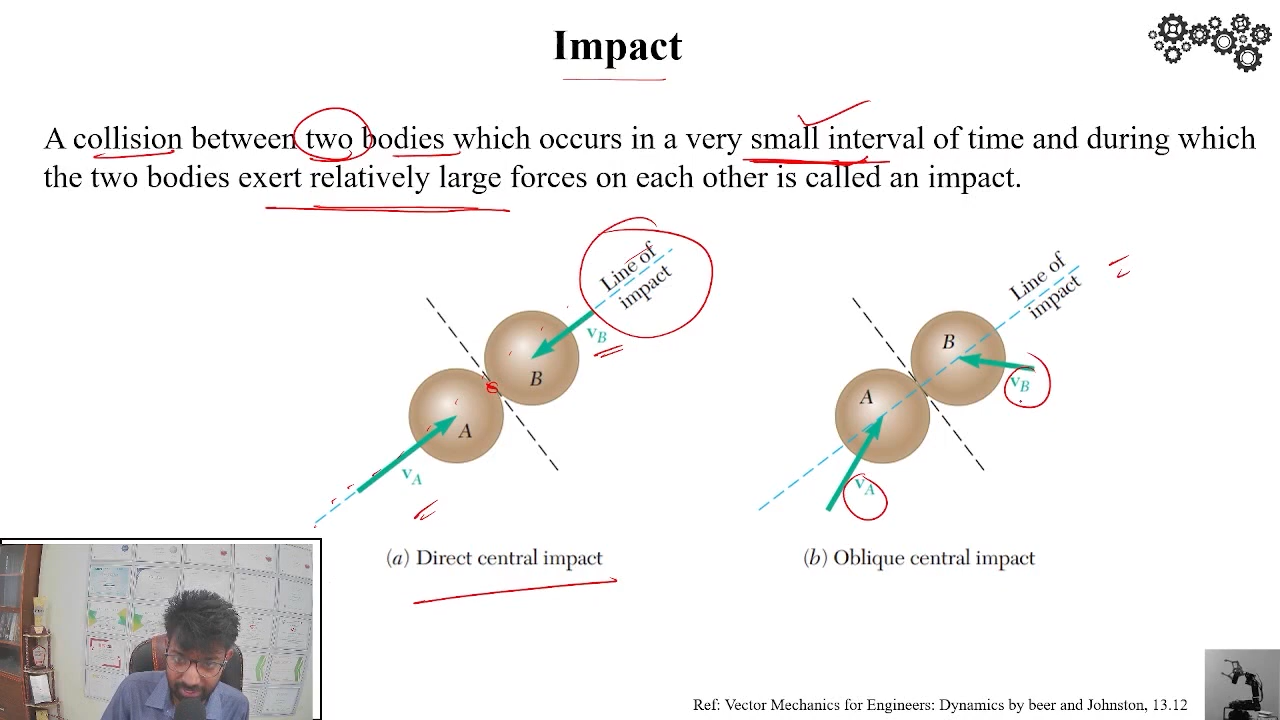 Impact
A collision between two bodies which occurs in a very small interval of time and during which
the two bodies exert relatively large forces on each other is called an impact.
Line of
impact
vB
B
A
vA
(a) Direct central impact
Line of
impact
B
vB
A
vA
(b) Oblique central impact
Ref: Vector Mechanics for Engineers: Dynamics by beer and Johnston, 13.12